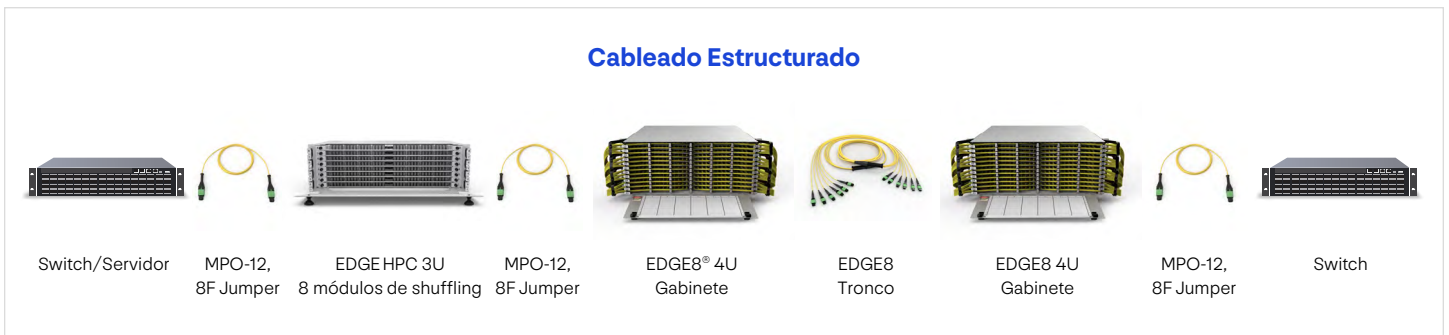 Cableado Estructurado
Switch/Servidor
MPO-12,
8F Jumper
EDGE HPC 3U
8 módulos de shuffling
MPO-12,
8F Jumper
EDGE8® 4U
Gabinete
EDGE8
Tronco
EDGE8 4U
Gabinete
MPO-12,
8F Jumper
Switch